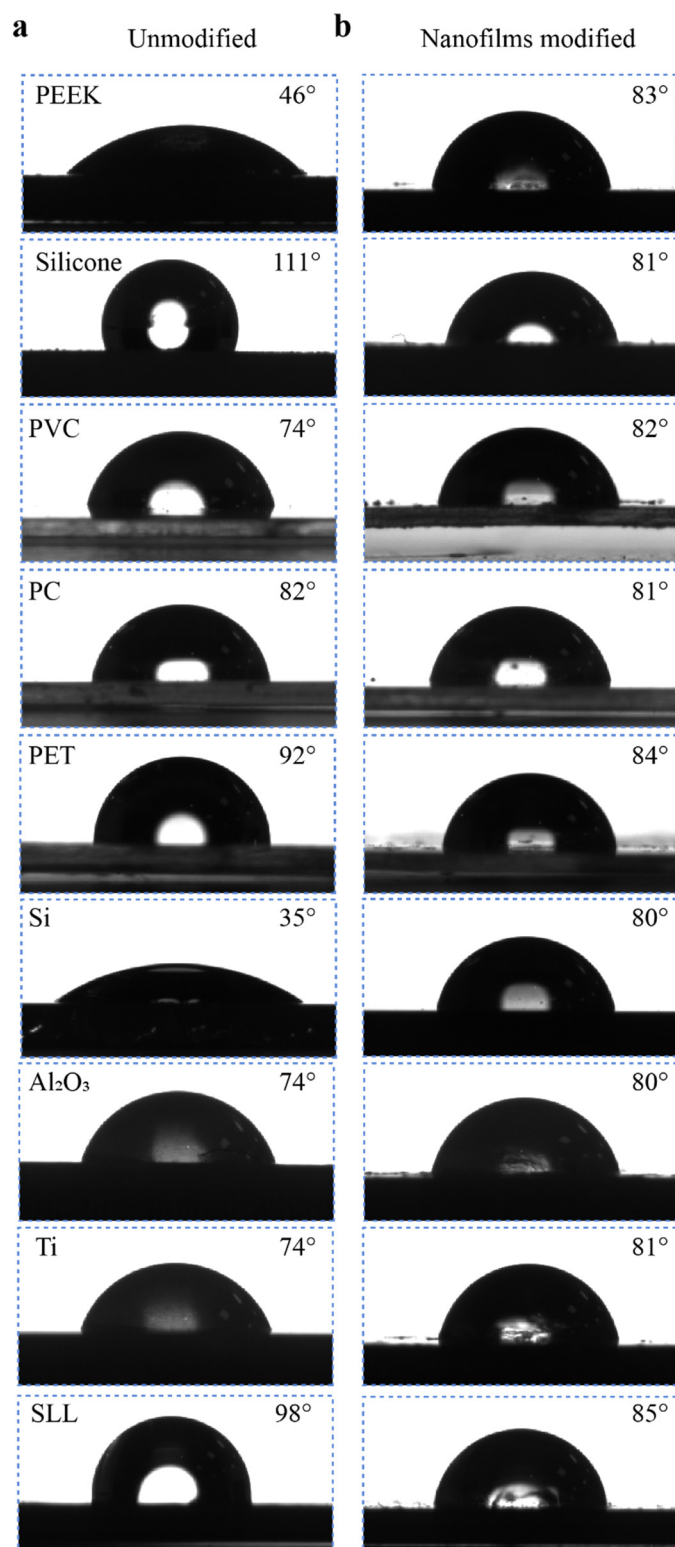 a Unmodified b Nanofilms modified
PEEK 46° 83°
Silicone 111° 81°
PVC 74° 82°
PC 82° 81°
PET 92° 84°
Si 35° 80°
Al₂O₃ 74° 80°
Ti 74° 81°
SLL 98° 85°